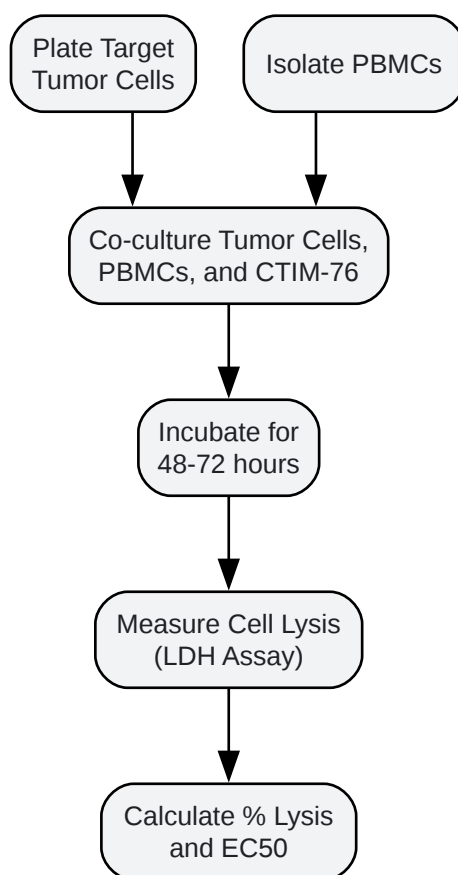 Plate Target
Tumor Cells
Isolate PBMCs
Co-culture Tumor Cells,
PBMCs, and CTIM-76
Incubate for
48-72 hours
Measure Cell Lysis
(LDH Assay)
Calculate % Lysis
and EC50